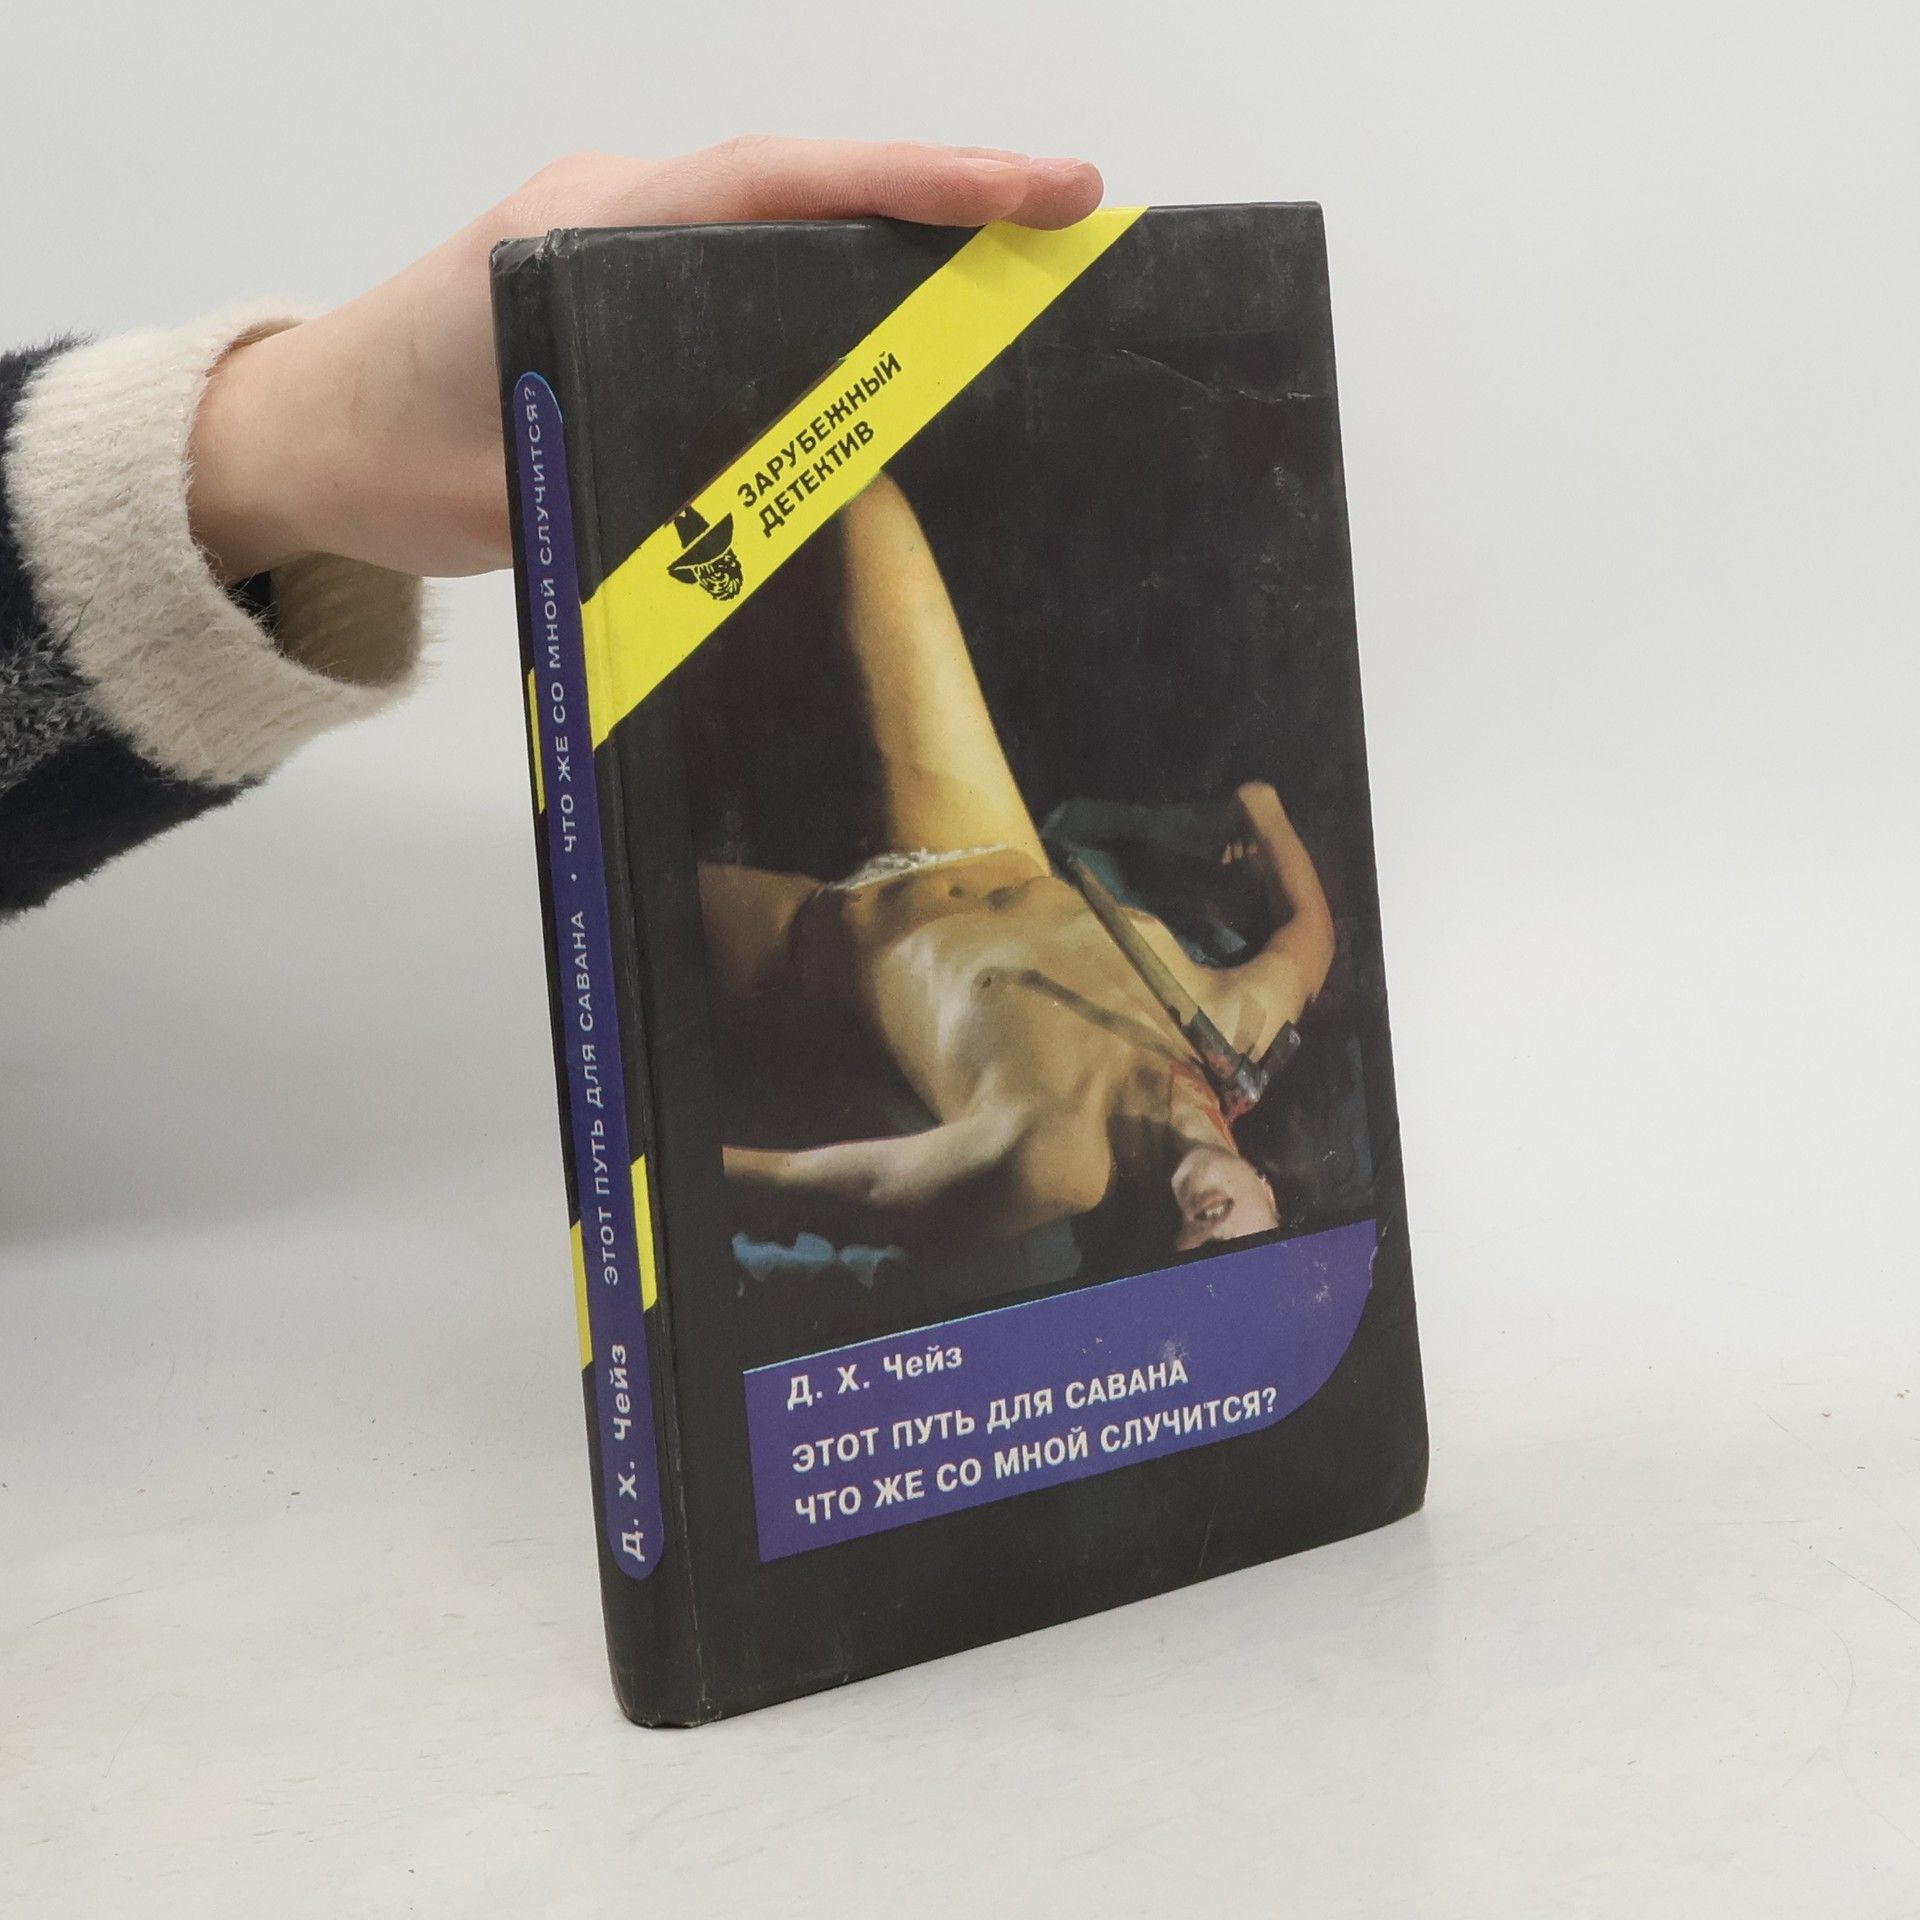 ЗАРУБЕЖНЫЙ
ДЕТЕКТИВ
Д. Х. Чейз
ЭТОТ ПУТЬ ДЛЯ САВАНА
ЧТО ЖЕ СО МНОЙ СЛУЧИТСЯ?
Д. Х. Чейз ЭТОТ ПУТЬ ДЛЯ САВАНА · ЧТО ЖЕ СО МНОЙ СЛУЧИТСЯ?